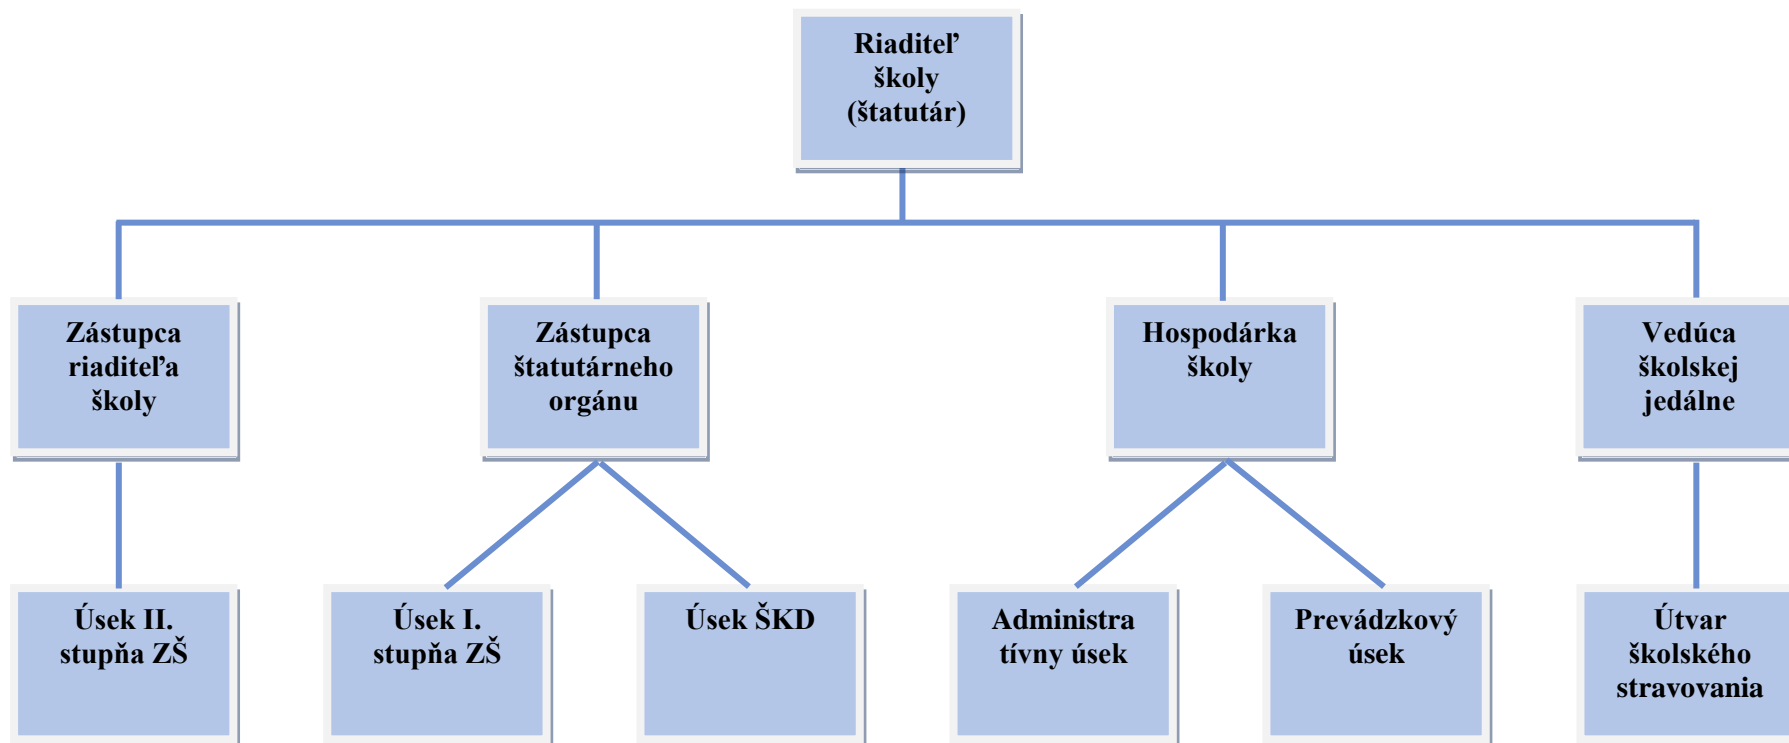 Riaditeľ
školy
(štatutár)
Zástupca
riaditeľa
školy
Zástupca
štatutárneho
orgánu
Hospodárka
školy
Vedúca
školskej
jedálne
Úsek II.
stupňa ZŠ
Úsek I.
stupňa ZŠ
Úsek ŠKD
Administra
tívny úsek
Prevádzkový
úsek
Útvar
školského
stravovania